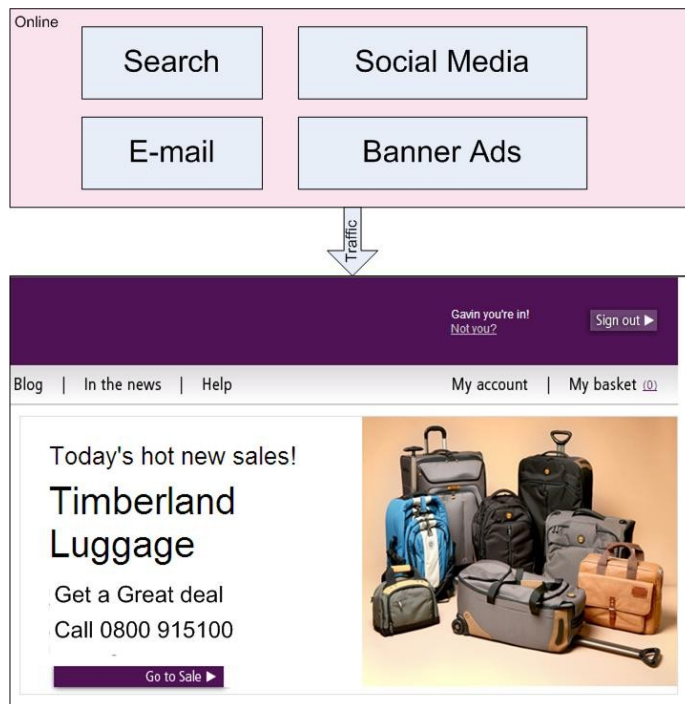 Online
Search
Social Media
E-mail
Banner Ads
Traffic
Gavin you're in!
Not you?
Sign out
Blog | In the news | Help
My account | My basket (0)
Today's hot new sales!
Timberland
Luggage
Get a Great deal
Call 0800 915100
Go to Sale